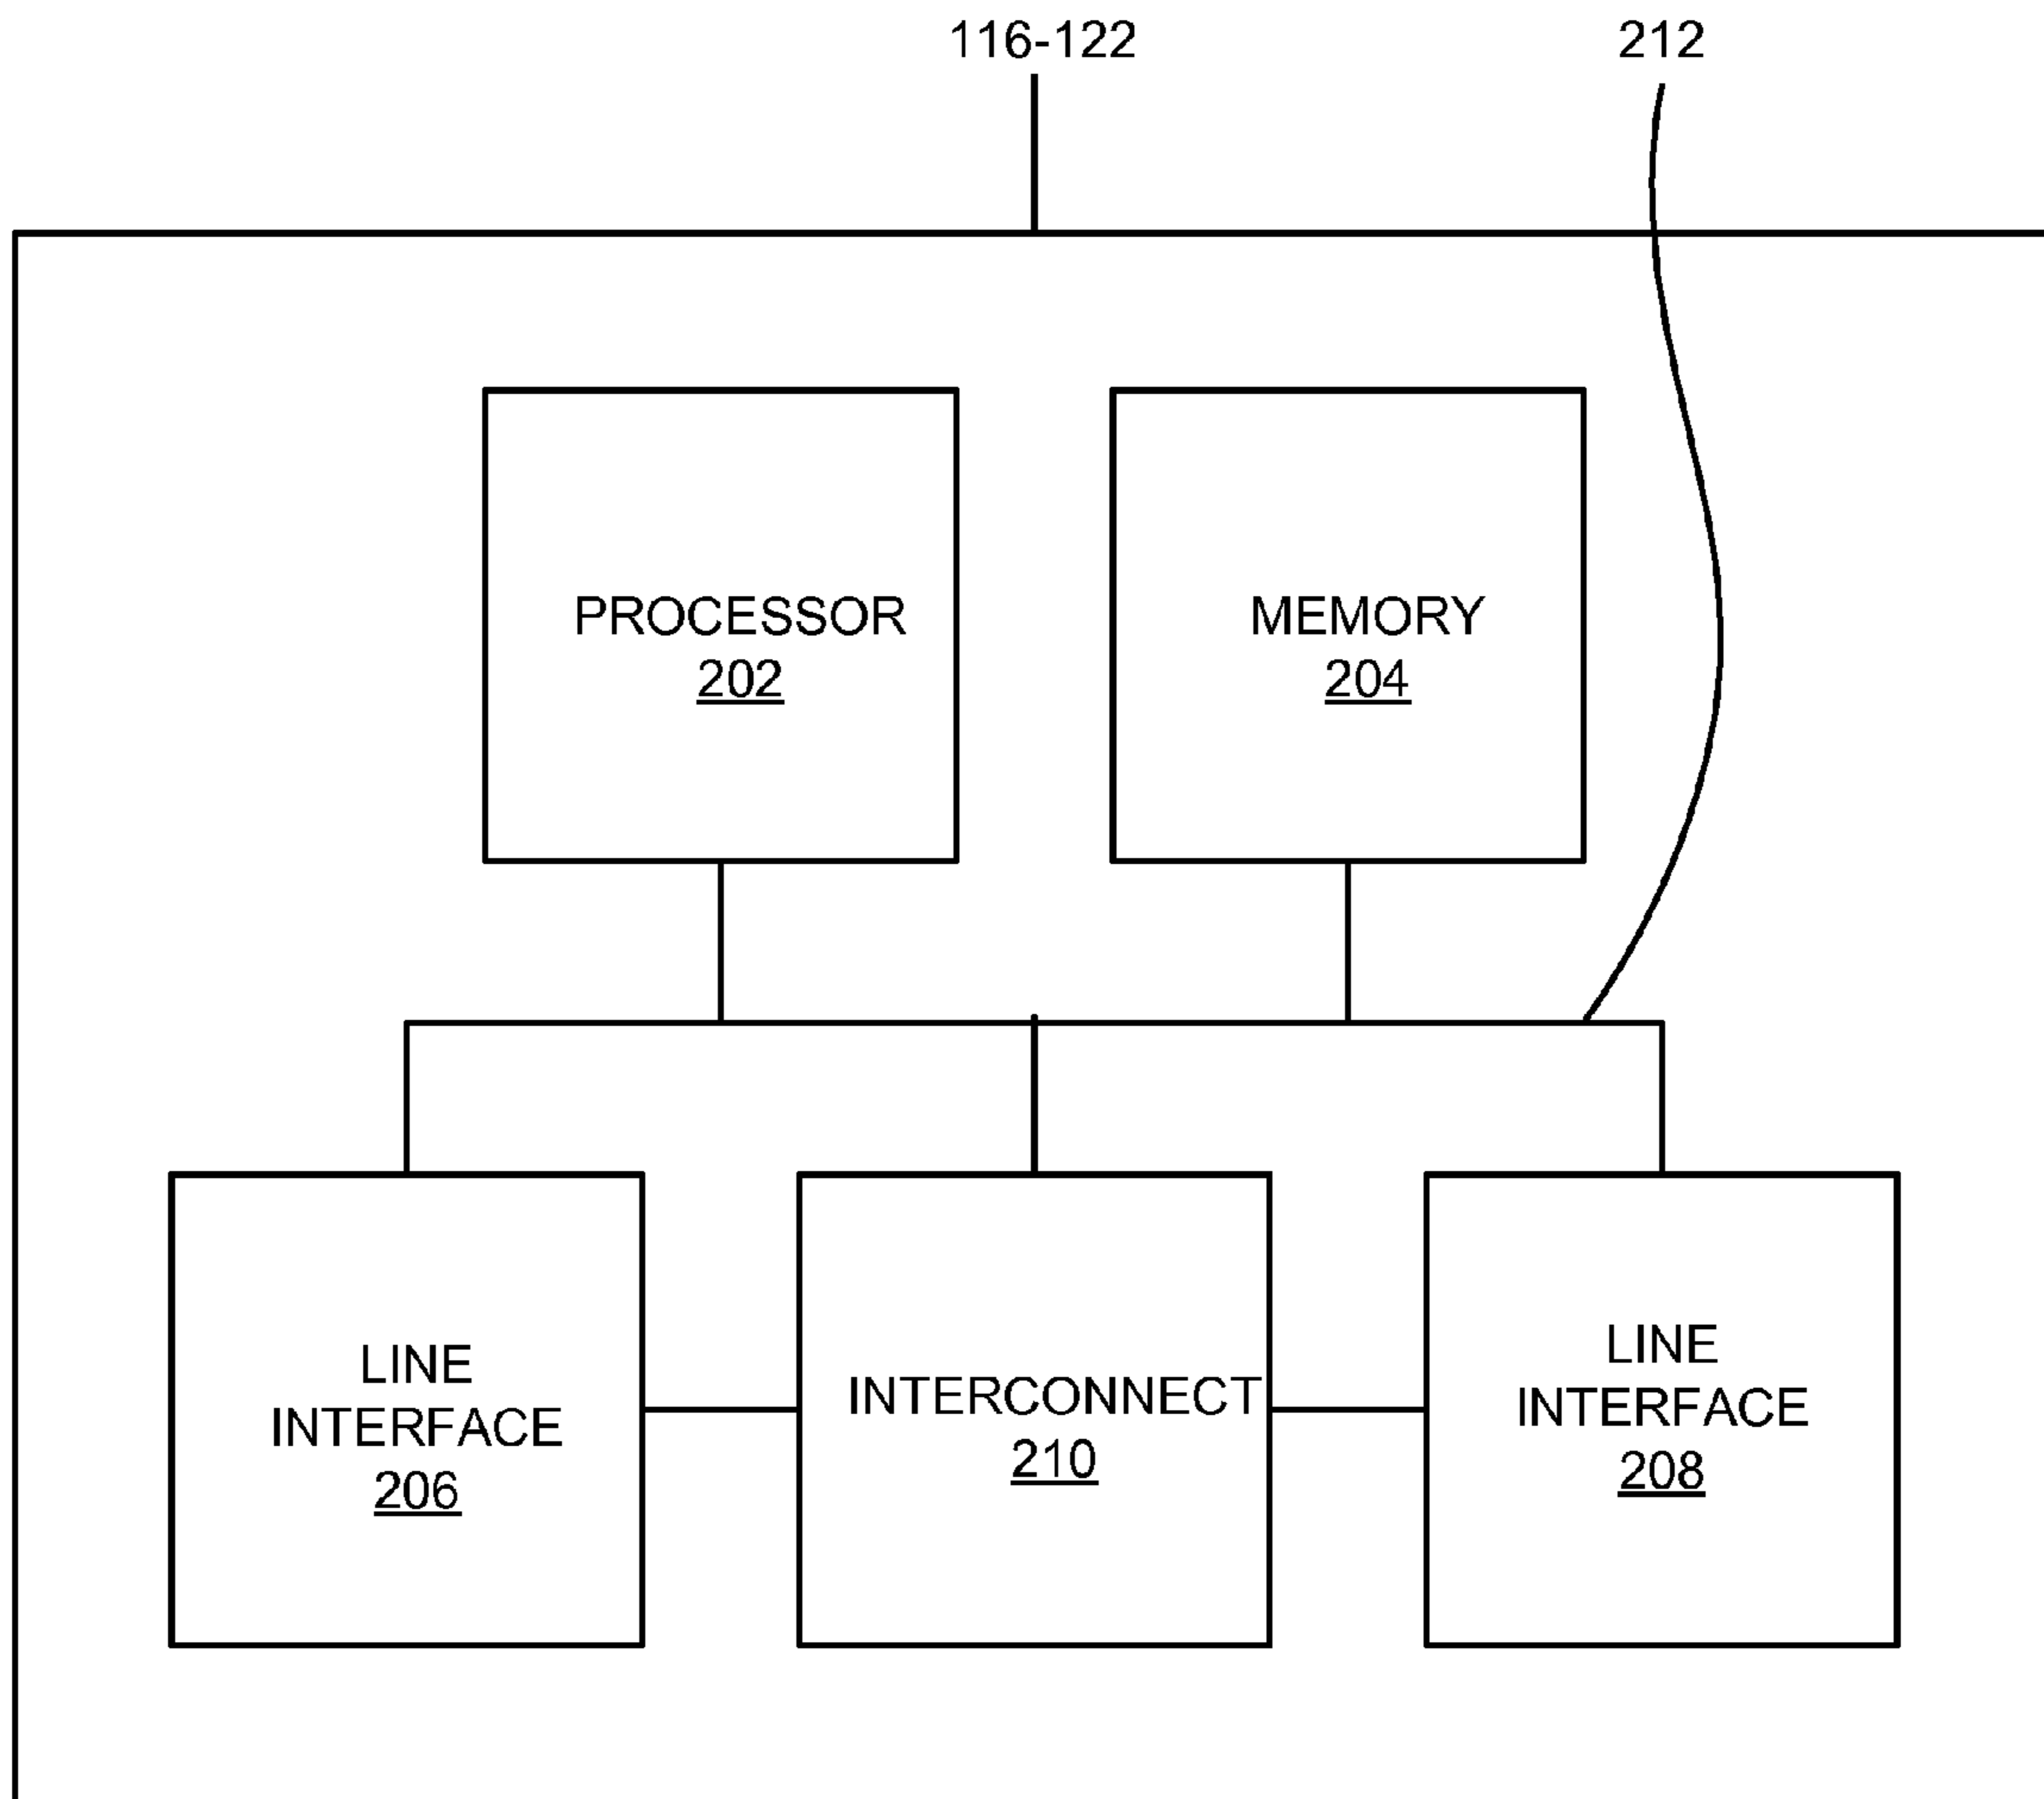 116-122
212
PROCESSOR
202
MEMORY
204
LINE
INTERFACE
206
INTERCONNECT
210
LINE
INTERFACE
208